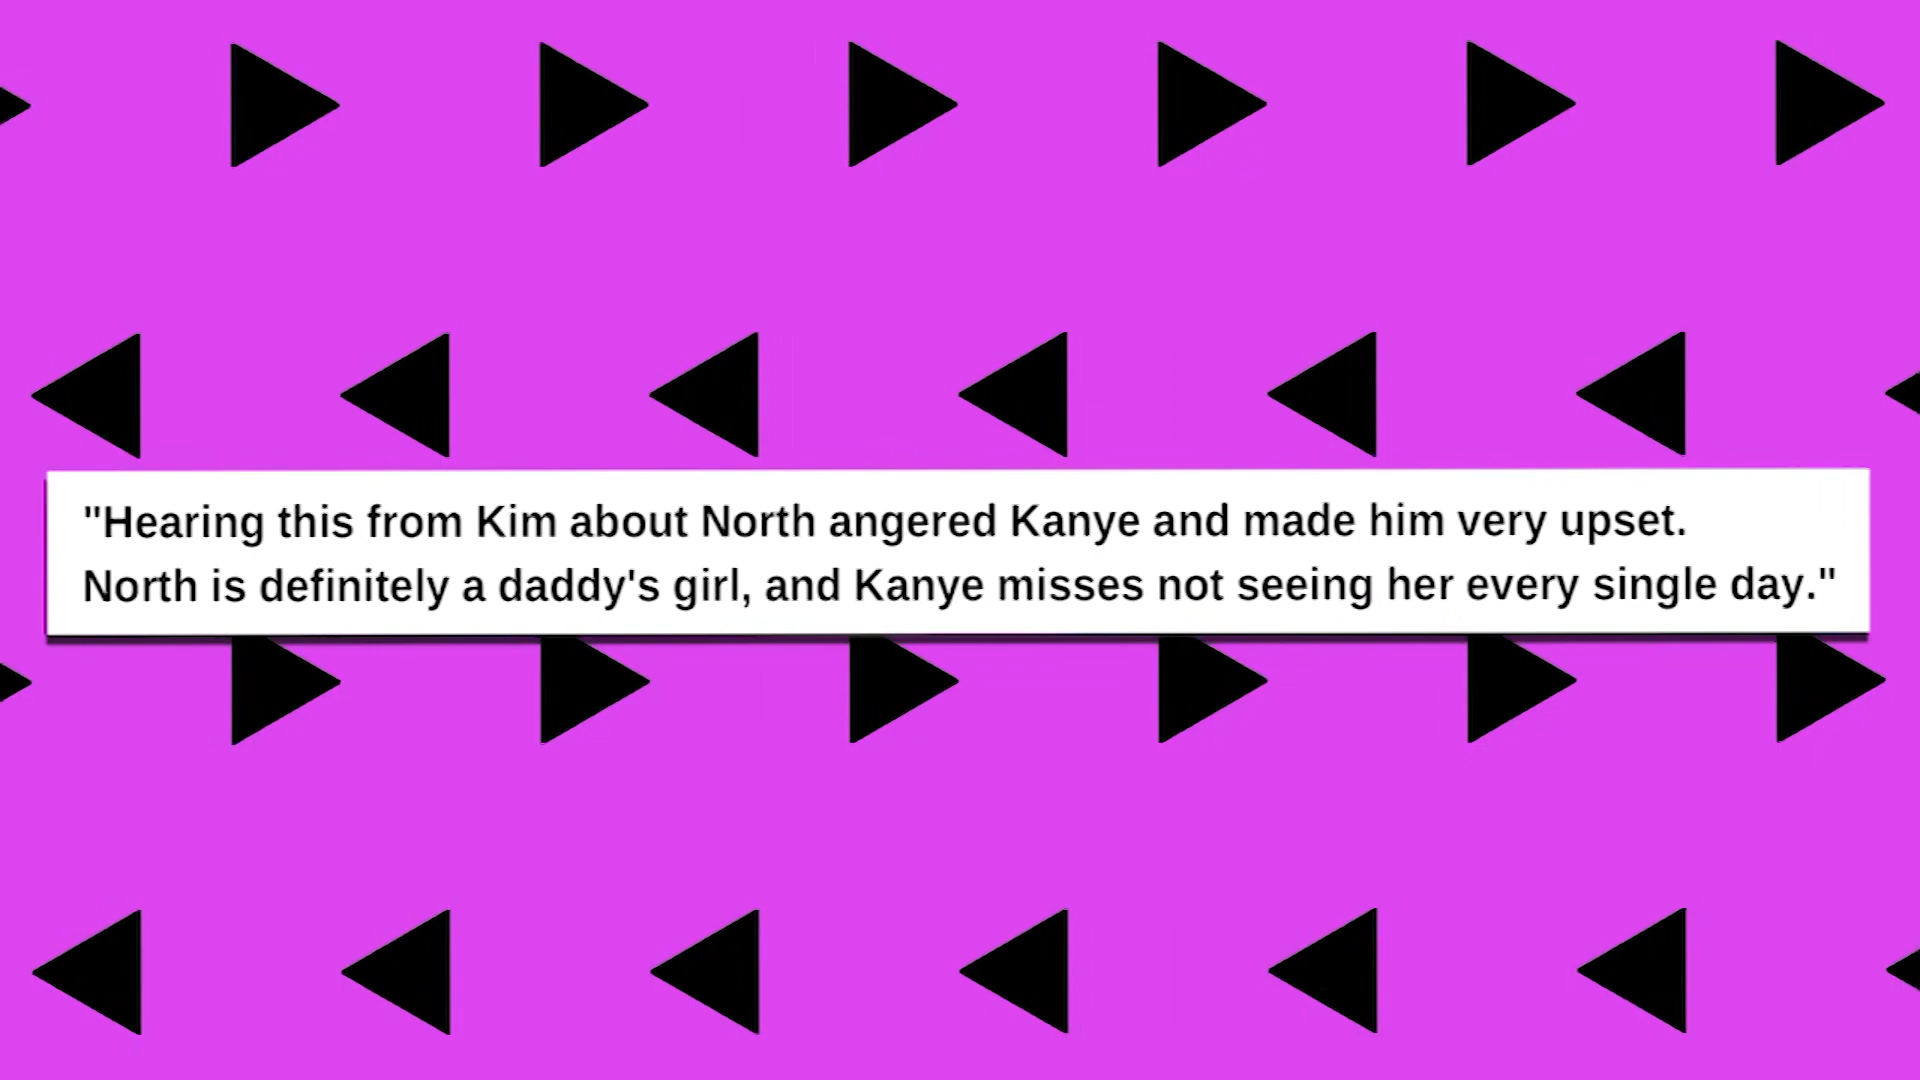 "Hearing this from Kim about North angered Kanye and made him very upset.
North is definitely a daddy's girl, and Kanye misses not seeing her every single day."